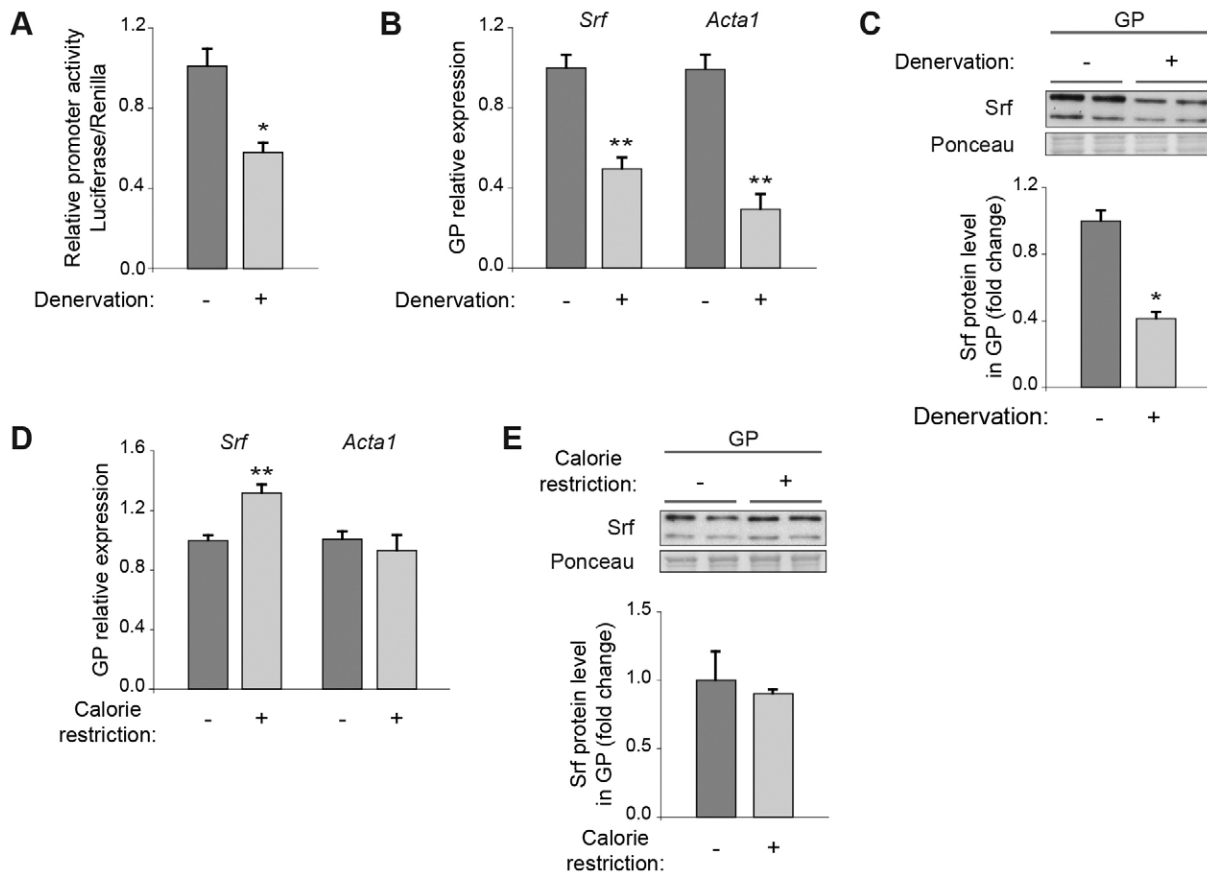 A
Relative promoter activity
Luciferase/Renilla
1.2
0.8
0.4
0.0
*
Denervation:
- +
B
Srf Acta1
GP relative expression
1.2
0.8
0.4
0.0
**
**
Denervation:
- + - +
C
GP
Denervation: - +
Srf
Ponceau
Srf protein level
in GP (fold change)
1.2
0.8
0.4
0.0
*
Denervation: - +
D
Srf Acta1
GP relative expression
1.6
1.2
0.8
0.4
0.0
**
Calorie
restriction:
- + - +
E
GP
Calorie
restriction:
- +
Srf
Ponceau
Srf protein level
in GP (fold change)
1.5
1.0
0.5
0.0
Calorie
restriction:
- +